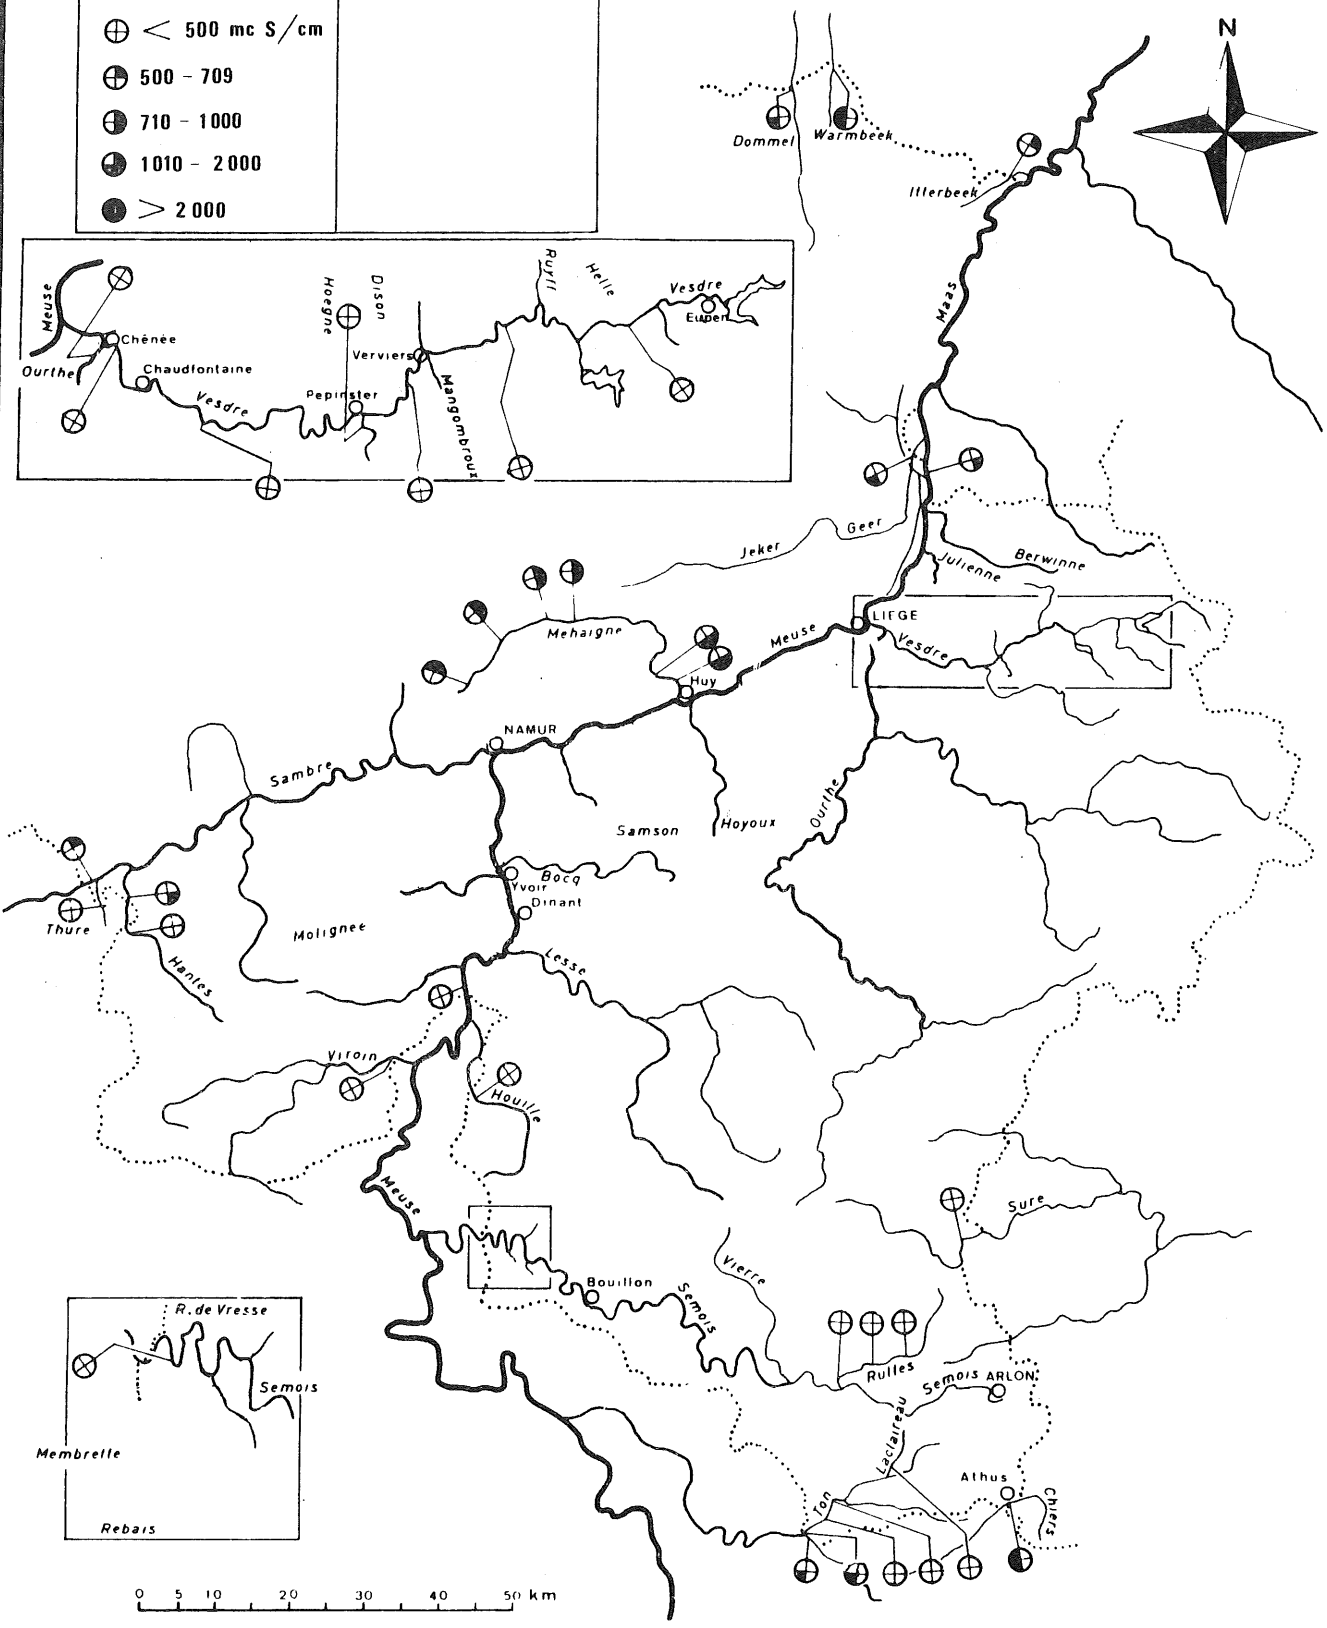 < 500 mc S/cm
500 - 709
710 - 1000
1010 - 2000
> 2000
N
Dommel
Warmbeek
Itterbeek
Maas
Meuse
Ourthe
Chênée
Chaudfontaine
Vesdre
Hoegne
Dison
Pepinster
Verviers
Mangombroux
Ruyff
Helle
Vesdre
Eupen
Jeker
Geer
Berwinne
Julienne
LIEGE
Vesdre
Mehaigne
Meuse
Huy
NAMUR
Sambre
Samson
Hoyoux
Ourthe
Bocq
Yvoir
Dinant
Thure
Molignee
Hantes
Lesse
Viroin
Houille
Meuse
Sure
Vierre
Bouillon
Semois
Rulles
Semois
ARLON
R. de Vresse
Semois
Membrette
Rebais
Laclaireau
Ton
Athus
Chiers
0 5 10 20 30 40 50 km